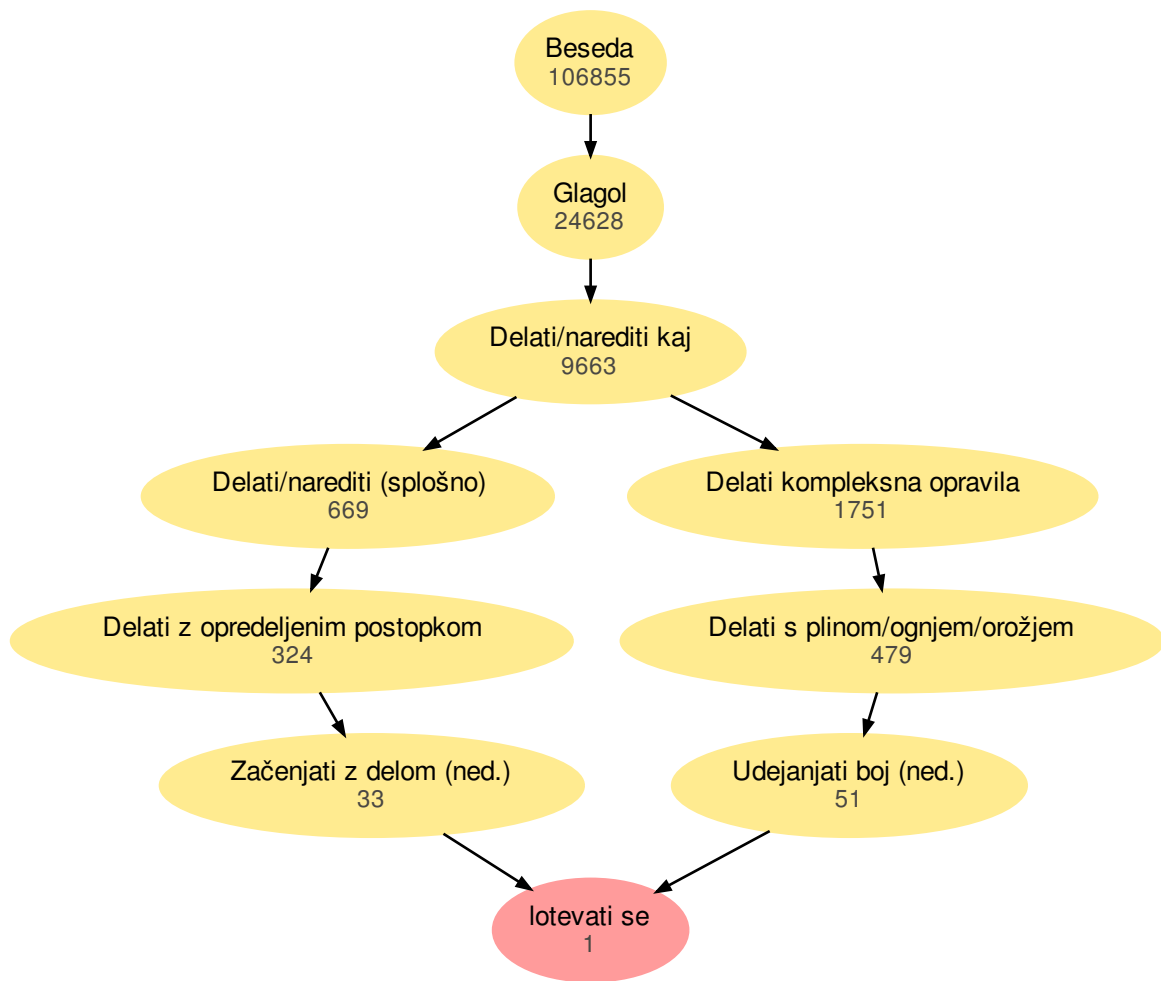 Beseda
106855
Glagol
24628
Delati/narediti kaj
9663
Delati/narediti (splošno)
669
Delati kompleksna opravila
1751
Delati z opredeljenim postopkom
324
Delati s plinom/ognjem/orožjem
479
Začenjati z delom (ned.)
33
Udejanjati boj (ned.)
51
lotevati se
1